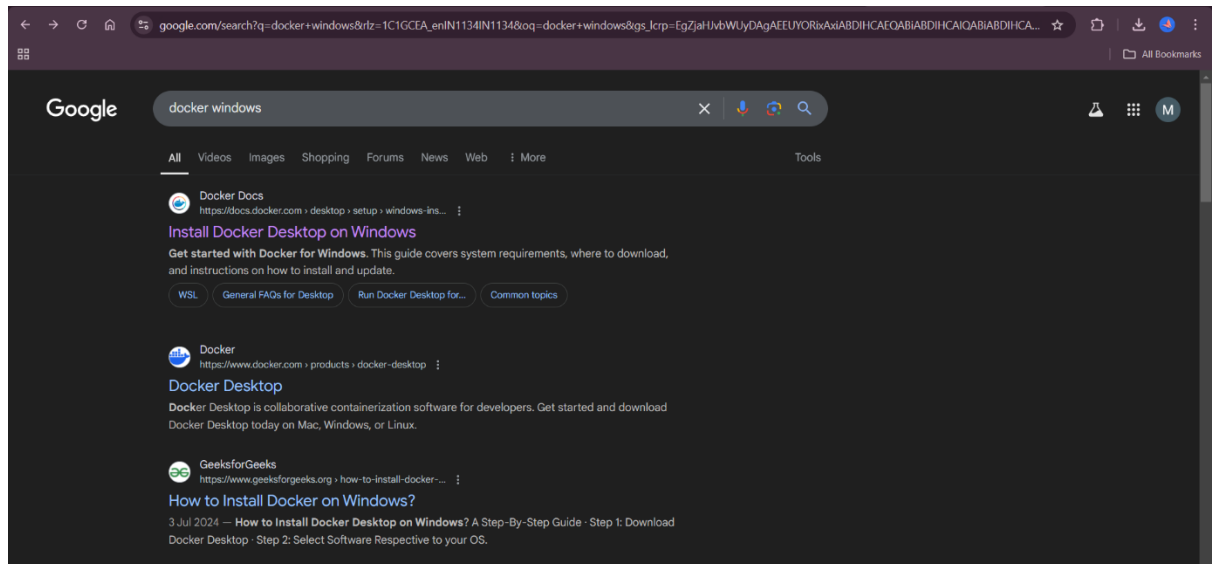 google.com/search?q=docker+windows&rlz=1C1GCEA_enIN1134IN1134&oq=docker+windows&gs_lcrp=EgZjaHJvbWUyDAgAEEUYORixAxiABDIHCAEQABiABDIHCAIQABiABDIHCA...
All Bookmarks
Google
docker windows
M
All Videos Images Shopping Forums News Web More Tools
Docker Docs
https://docs.docker.com › desktop › setup › windows-ins...
Install Docker Desktop on Windows
Get started with Docker for Windows. This guide covers system requirements, where to download,
and instructions on how to install and update.
WSL General FAQs for Desktop Run Docker Desktop for... Common topics
Docker
https://www.docker.com › products › docker-desktop
Docker Desktop
Docker Desktop is collaborative containerization software for developers. Get started and download
Docker Desktop today on Mac, Windows, or Linux.
GeeksforGeeks
https://www.geeksforgeeks.org › how-to-install-docker-...
How to Install Docker on Windows?
3 Jul 2024 — How to Install Docker Desktop on Windows? A Step-By-Step Guide · Step 1: Download
Docker Desktop · Step 2: Select Software Respective to your OS.